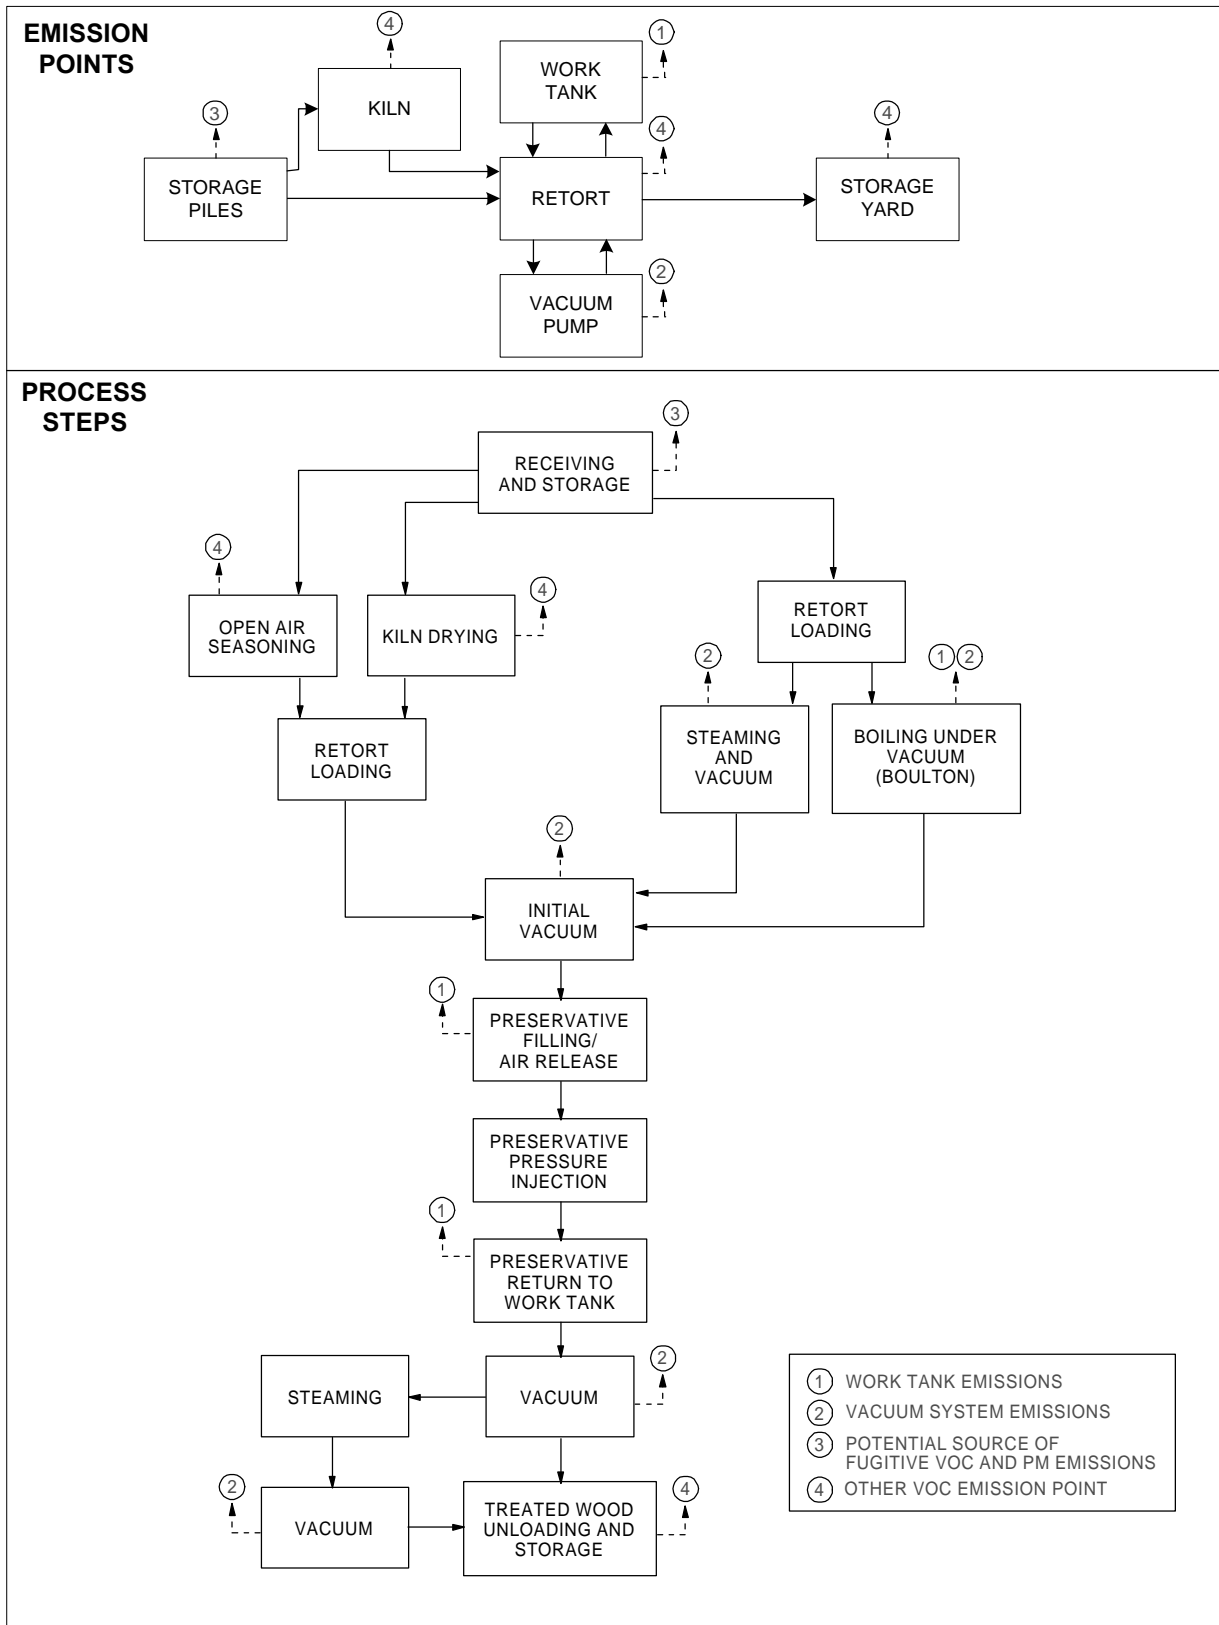 EMISSION
POINTS
4
1
KILN
WORK
TANK
3
4
4
STORAGE
PILES
RETORT
STORAGE
YARD
2
VACUUM
PUMP
PROCESS
STEPS
3
RECEIVING
AND STORAGE
4
4
OPEN AIR
SEASONING
KILN DRYING
RETORT
LOADING
2
1 2
RETORT
LOADING
STEAMING
AND
VACUUM
BOILING UNDER
VACUUM
(BOULTON)
2
INITIAL
VACUUM
1
PRESERVATIVE
FILLING/
AIR RELEASE
PRESERVATIVE
PRESSURE
INJECTION
1
PRESERVATIVE
RETURN TO
WORK TANK
2
STEAMING
VACUUM
2
4
VACUUM
TREATED WOOD
UNLOADING AND
STORAGE
1 WORK TANK EMISSIONS
2 VACUUM SYSTEM EMISSIONS
3 POTENTIAL SOURCE OF
FUGITIVE VOC AND PM EMISSIONS
4 OTHER VOC EMISSION POINT